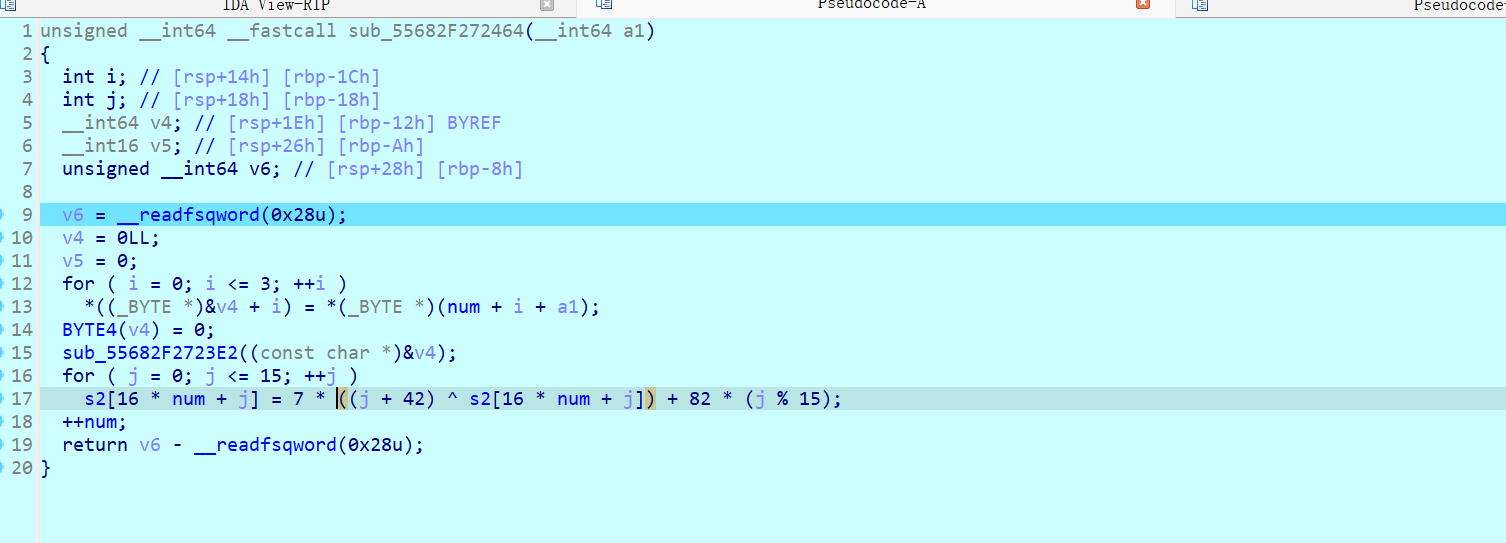 IDA View-RIP Pseudocode-A Pseudocode-
1 unsigned __int64 __fastcall sub_55682F272464(__int64 a1)
2 {
3 int i; // [rsp+14h] [rbp-1Ch]
4 int j; // [rsp+18h] [rbp-18h]
5 __int64 v4; // [rsp+1Eh] [rbp-12h] BYREF
6 __int16 v5; // [rsp+26h] [rbp-Ah]
7 unsigned __int64 v6; // [rsp+28h] [rbp-8h]
8
9 v6 = __readfsqword(0x28u);
10 v4 = 0LL;
11 v5 = 0;
12 for ( i = 0; i <= 3; ++i )
13 *((_BYTE *)&v4 + i) = *(_BYTE *)(num + i + a1);
14 BYTE4(v4) = 0;
15 sub_55682F2723E2((const char *)&v4);
16 for ( j = 0; j <= 15; ++j )
17 s2[16 * num + j] = 7 * ((j + 42) ^ s2[16 * num + j]) + 82 * (j % 15);
18 ++num;
19 return v6 - __readfsqword(0x28u);
20 }